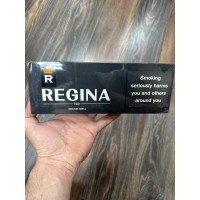 R
REGINA
Smoking
seriously harms
you and others
around you